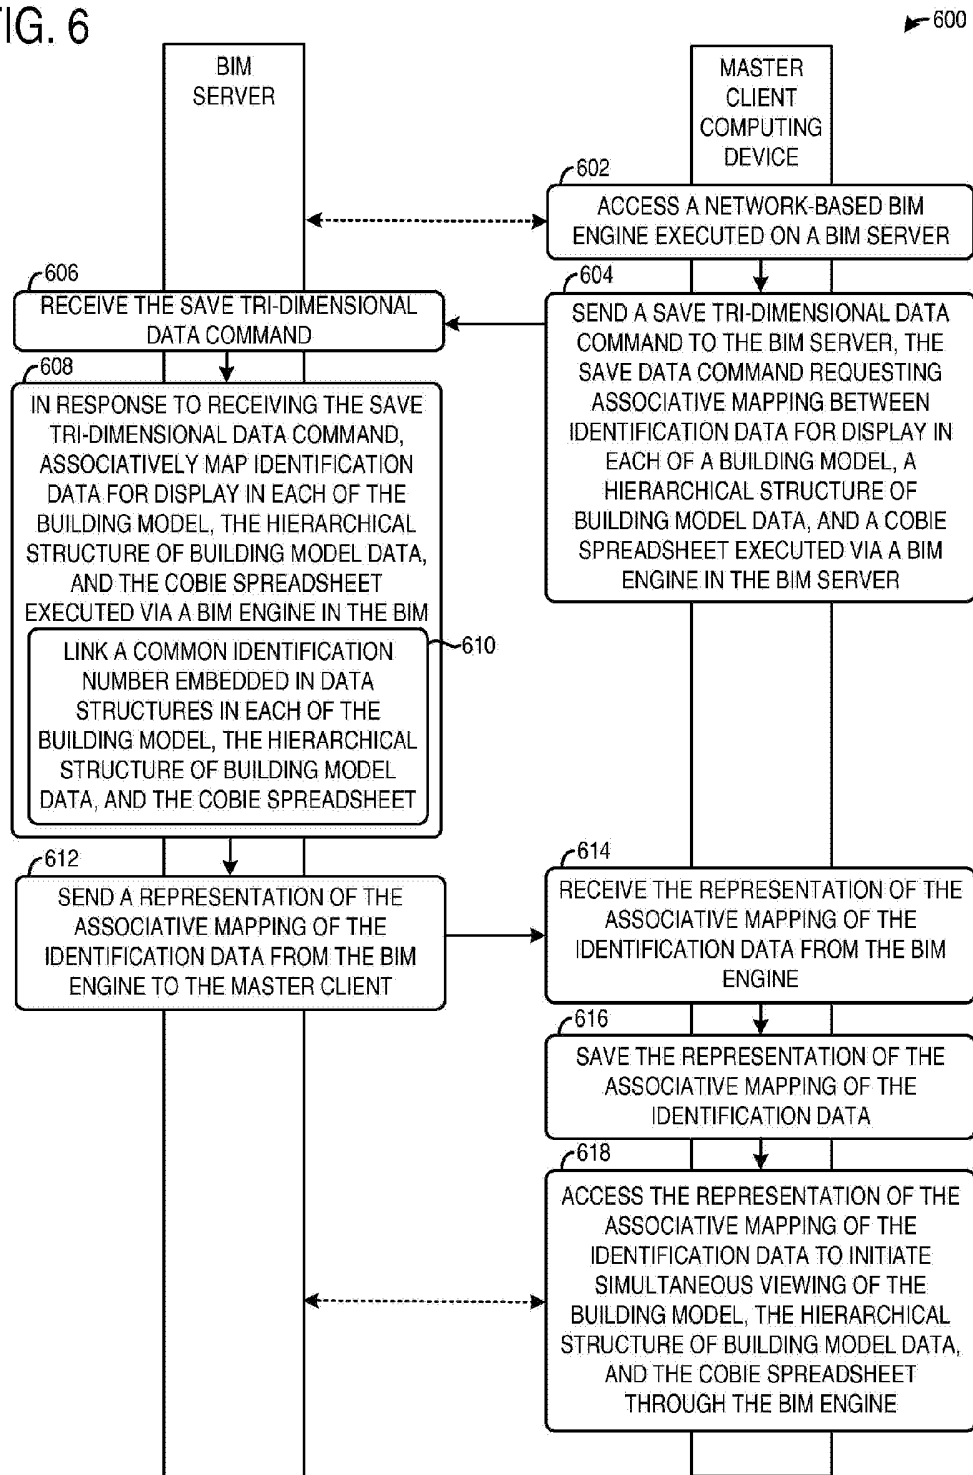 FIG. 6
600
BIM
SERVER
MASTER
CLIENT
COMPUTING
DEVICE
602
ACCESS A NETWORK-BASED BIM
ENGINE EXECUTED ON A BIM SERVER
604
SEND A SAVE TRI-DIMENSIONAL DATA
COMMAND TO THE BIM SERVER, THE
SAVE DATA COMMAND REQUESTING
ASSOCIATIVE MAPPING BETWEEN
IDENTIFICATION DATA FOR DISPLAY IN
EACH OF A BUILDING MODEL, A
HIERARCHICAL STRUCTURE OF
BUILDING MODEL DATA, AND A COBIE
SPREADSHEET EXECUTED VIA A BIM
ENGINE IN THE BIM SERVER
606
RECEIVE THE SAVE TRI-DIMENSIONAL
DATA COMMAND
608
IN RESPONSE TO RECEIVING THE SAVE
TRI-DIMENSIONAL DATA COMMAND,
ASSOCIATIVELY MAP IDENTIFICATION
DATA FOR DISPLAY IN EACH OF THE
BUILDING MODEL, THE HIERARCHICAL
STRUCTURE OF BUILDING MODEL DATA,
AND THE COBIE SPREADSHEET
EXECUTED VIA A BIM ENGINE IN THE BIM
610
LINK A COMMON IDENTIFICATION
NUMBER EMBEDDED IN DATA
STRUCTURES IN EACH OF THE
BUILDING MODEL, THE HIERARCHICAL
STRUCTURE OF BUILDING MODEL
DATA, AND THE COBIE SPREADSHEET
612
SEND A REPRESENTATION OF THE
ASSOCIATIVE MAPPING OF THE
IDENTIFICATION DATA FROM THE BIM
ENGINE TO THE MASTER CLIENT
614
RECEIVE THE REPRESENTATION OF THE
ASSOCIATIVE MAPPING OF THE
IDENTIFICATION DATA FROM THE BIM
ENGINE
616
SAVE THE REPRESENTATION OF THE
ASSOCIATIVE MAPPING OF THE
IDENTIFICATION DATA
618
ACCESS THE REPRESENTATION OF THE
ASSOCIATIVE MAPPING OF THE
IDENTIFICATION DATA TO INITIATE
SIMULTANEOUS VIEWING OF THE
BUILDING MODEL, THE HIERARCHICAL
STRUCTURE OF BUILDING MODEL DATA,
AND THE COBIE SPREADSHEET
THROUGH THE BIM ENGINE